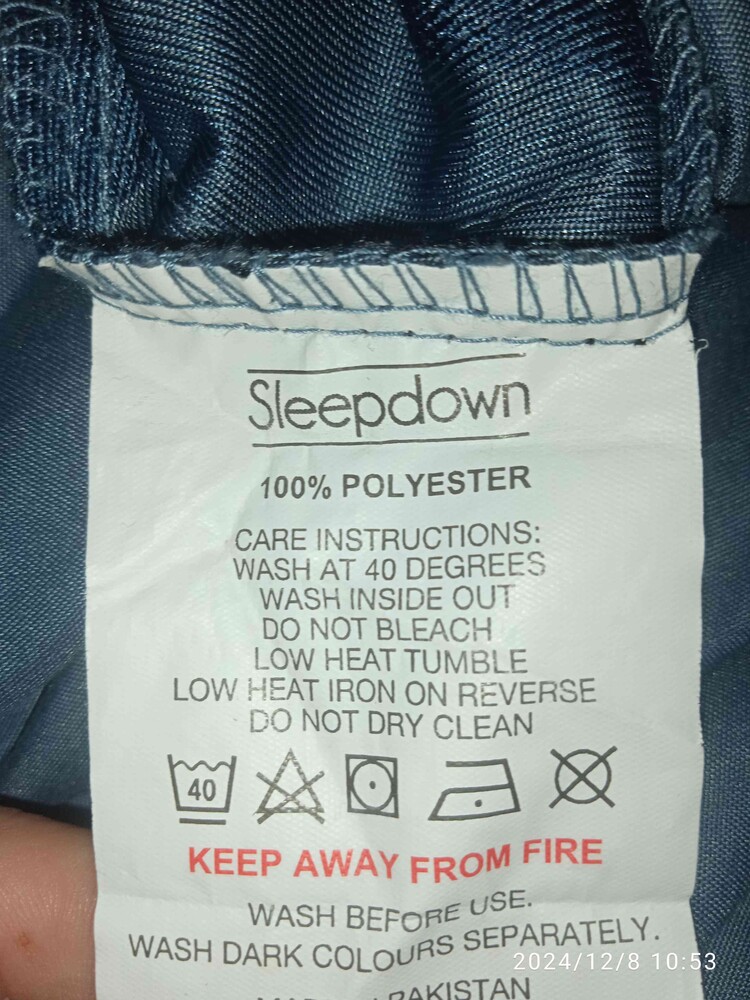 Sleepdown
100% POLYESTER
CARE INSTRUCTIONS:
WASH AT 40 DEGREES
WASH INSIDE OUT
DO NOT BLEACH
LOW HEAT TUMBLE
LOW HEAT IRON ON REVERSE
DO NOT DRY CLEAN
40
KEEP AWAY FROM FIRE
WASH BEFORE USE.
WASH DARK COLOURS SEPARATELY.
2024/12/8 10:53
PAKISTAN